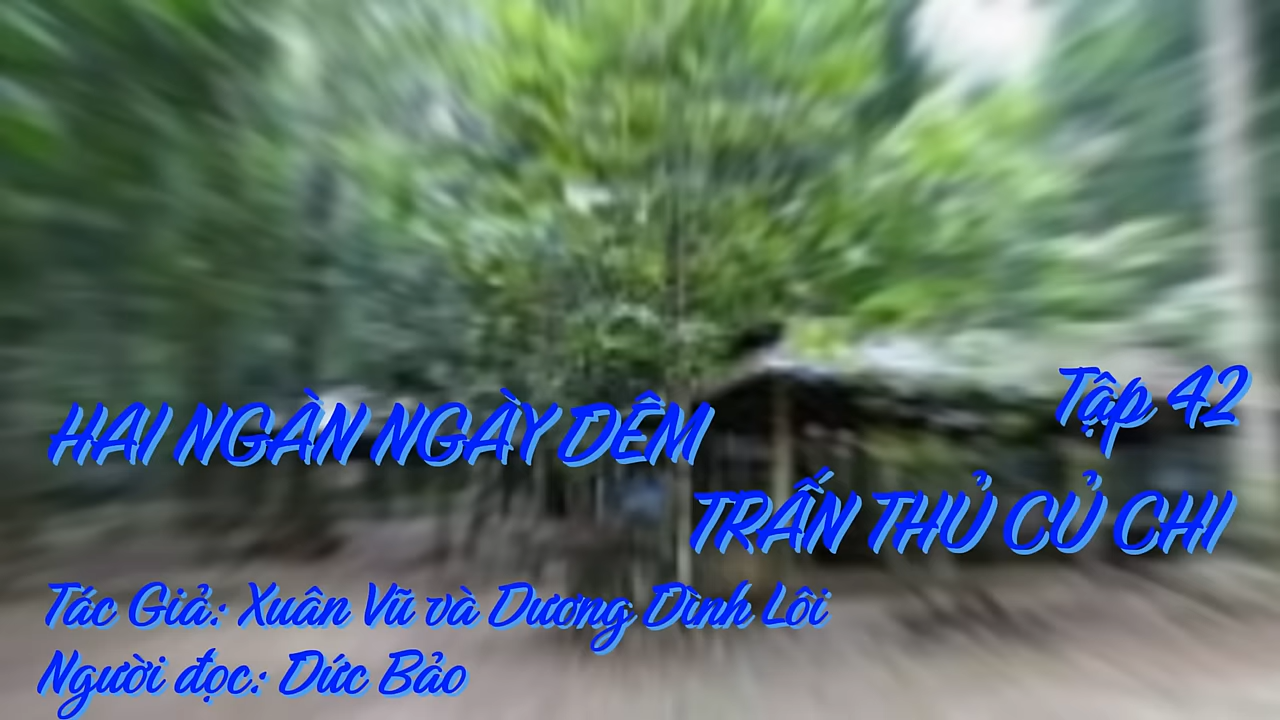 Tập 42
HAI NGÀN NGÀY ĐÊM
TRẤN THỦ CỦ CHI
Tác Giả: Xuân Vũ và Dương Đình Lôi
Người đọc: Đức Bảo